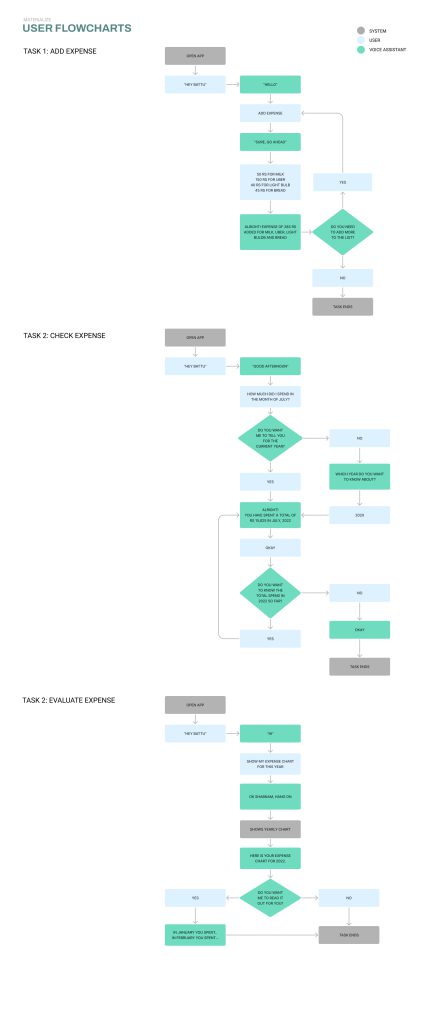 MATERIALIZE
USER FLOWCHARTS
SYSTEM
USER
VOICE ASSISTANT
TASK 1: ADD EXPENSE
OPEN APP
"HEY BATTU"
"HELLO"
ADD EXPENSE
"SURE, GO AHEAD"
50 RS FOR MILK
150 RS FOR UBER
40 RS FOR LIGHT BULB
45 RS FOR BREAD
YES
ALRIGHT! EXPENSE OF 285 RS
ADDED FOR MILK, UBER, LIGHT
BULDS AND BREAD
DO YOU NEED
TO ADD MORE
TO THE LIST?
NO
TASK ENDS
TASK 2: CHECK EXPENSE
OPEN APP
"HEY BATTU"
"GOOD AFTERNOON"
HOW MUCH DID I SPEND IN
THE MONTH OF JULY?
DO YOU WANT
ME TO TELL YOU
FOR THE
CURRENT YEAR?
NO
YES
WHICH YEAR DO YOU WANT
TO KNOW ABOUT?
ALRIGHT!
YOU HAVE SPENT A TOTAL OF
RS 15,835 IN JULY, 2022
OKAY
DO YOU WANT
TO KNOW THE
TOTAL SPEND IN
2022 SO FAR?
NO
YES
OKAY
TASK ENDS
TASK 2: EVALUATE EXPENSE
OPEN APP
"HEY BATTU"
"HI"
SHOW MY EXPENSE CHART
FOR THIS YEAR
OK SHABNAM, HANG ON
SHOWS YEARLY CHART
HERE IS YOUR EXPENSE
CHART FOR 2022.
DO YOU WANT
ME TO READ IT
OUT FOR YOU?
YES
NO
IN JANUARY YOU SPENT..
IN FEBRUARY YOU SPENT...
TASK ENDS